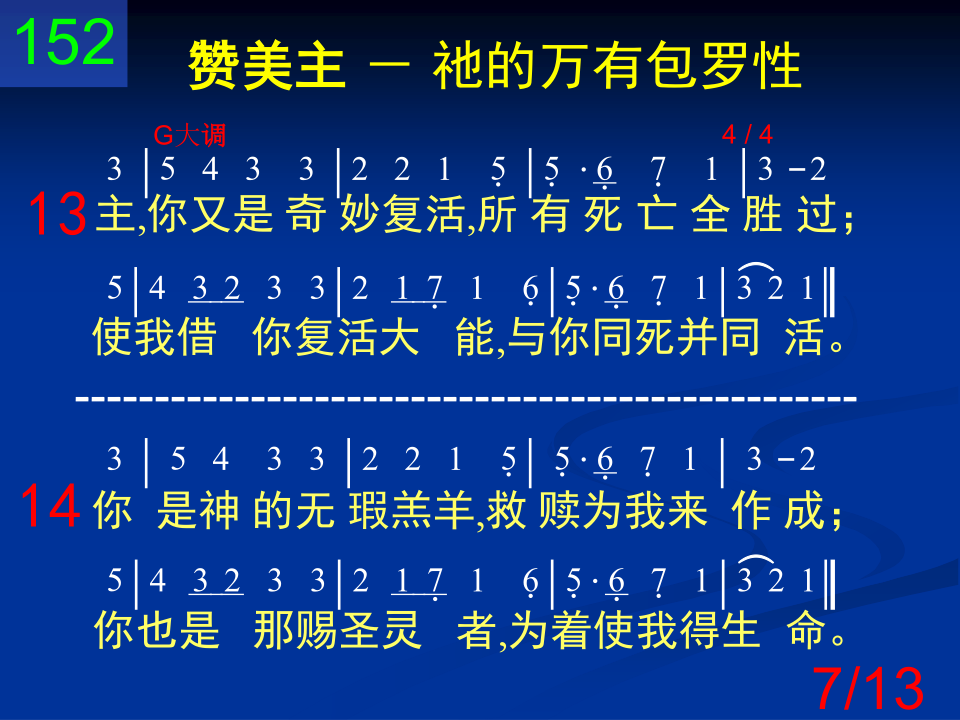 152
赞美主 － 祂的万有包罗性
G大调 4 / 4
3 | 5 4 3 3 | 2 2 1 5̣ | 5̣ · 6̣ 7̣ 1 | 3 －2
13 主,你又是 奇 妙复活,所 有 死 亡 全 胜 过；
5 | 4 3 2 3 3 | 2 1 7̣ 1 6̣ | 5̣ · 6̣ 7̣ 1 | 3 2 1 ‖
使我借 你复活大 能,与你同死并同 活。
-------------------------------------------------
3 | 5 4 3 3 | 2 2 1 5̣ | 5̣ · 6̣ 7̣ 1 | 3 －2
14 你 是神 的无 瑕羔羊,救 赎为我来 作 成；
5 | 4 3 2 3 3 | 2 1 7̣ 1 6̣ | 5̣ · 6̣ 7̣ 1 | 3 2 1 ‖
你也是 那赐圣灵 者,为着使我得生 命。
7/13